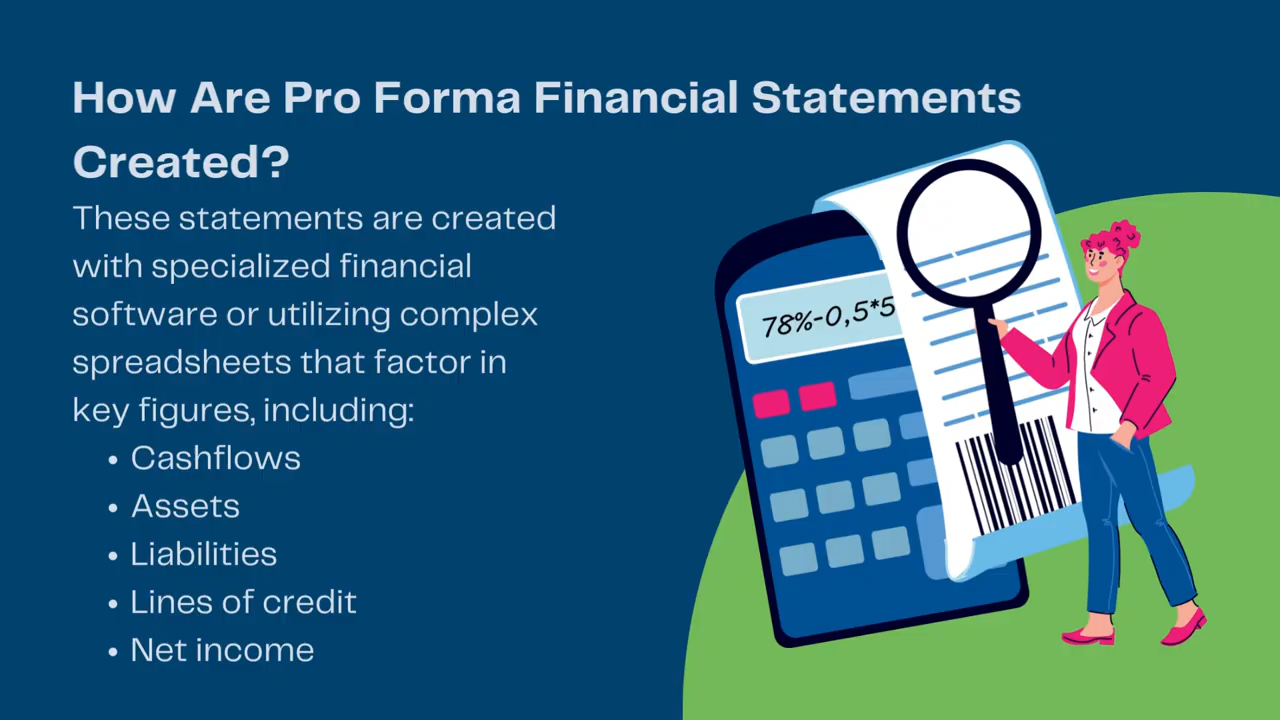 How Are Pro Forma Financial Statements
Created?
These statements are created
with specialized financial
software or utilizing complex
spreadsheets that factor in
key figures, including:
• Cashflows
• Assets
• Liabilities
• Lines of credit
• Net income
78%-0,5*5